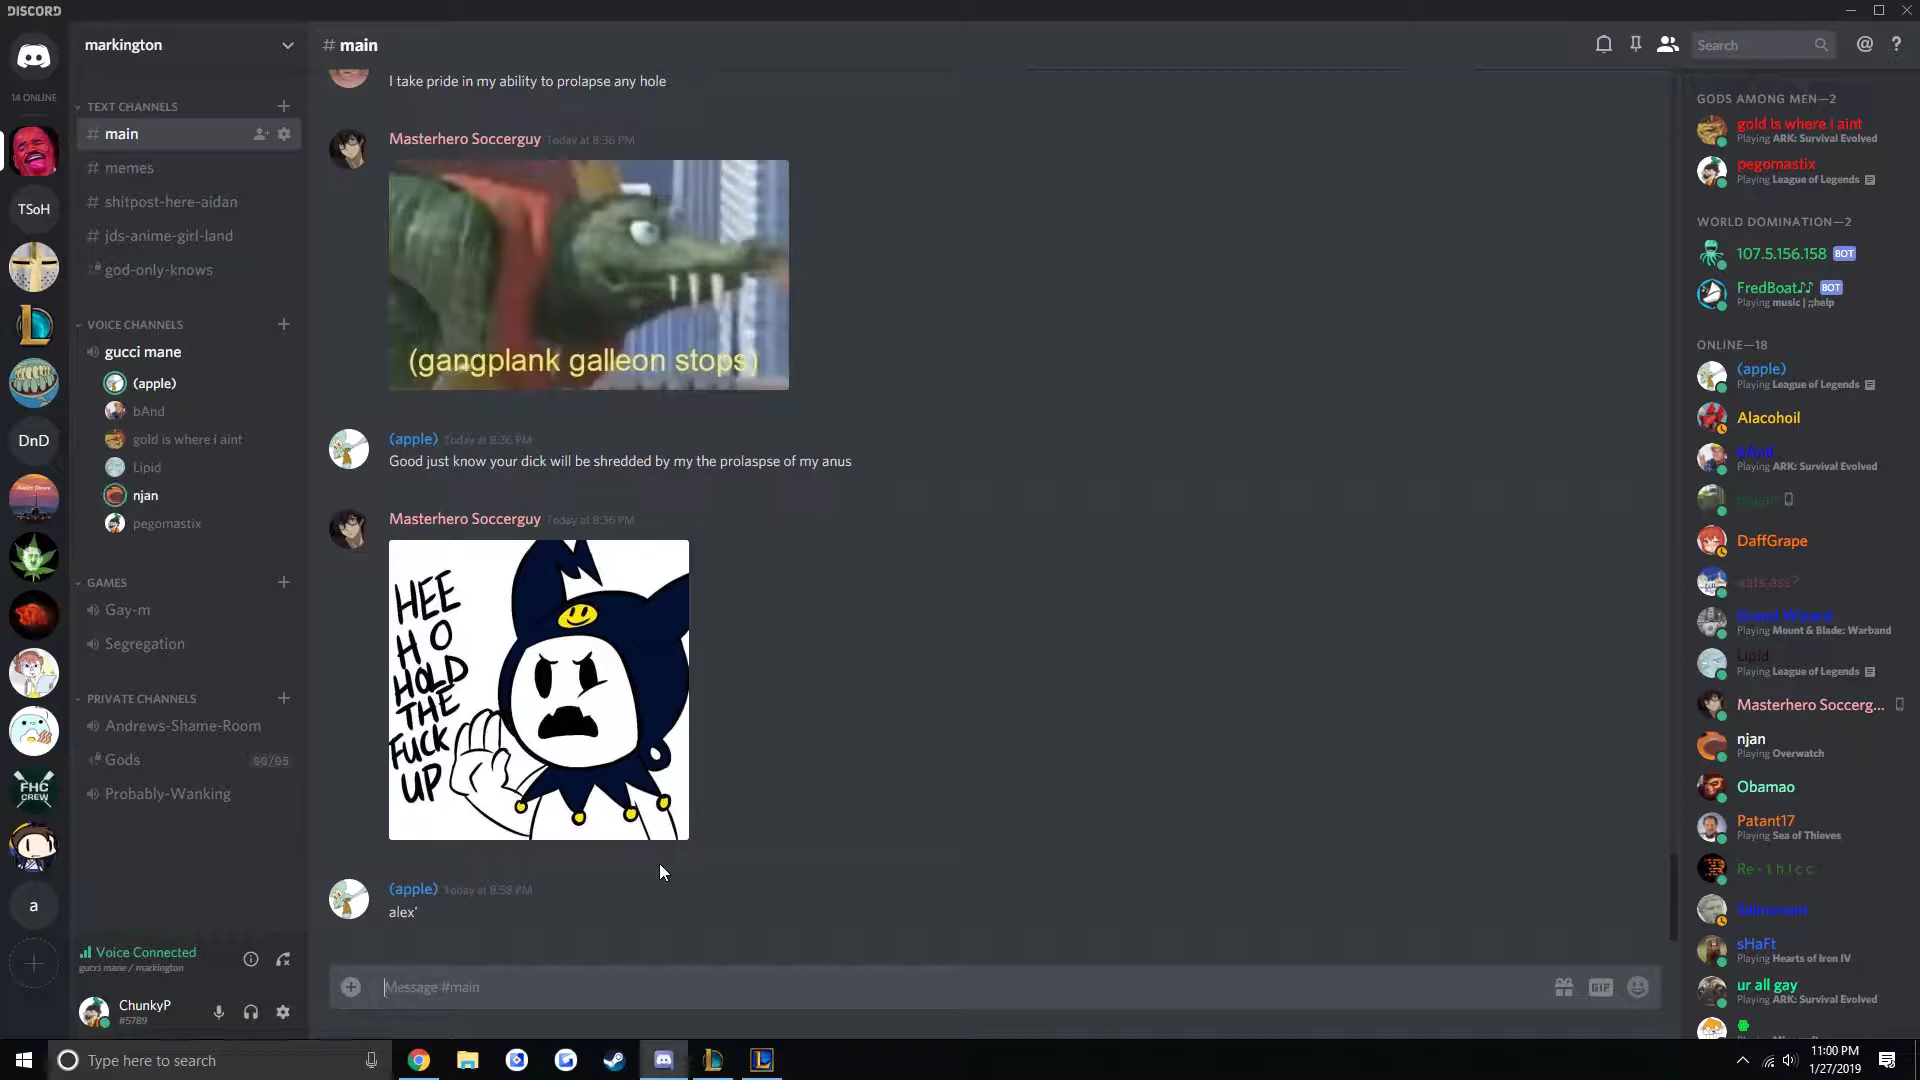 DISCORD
14 ONLINE
TSoH
DnD
FHC
CREW
a
markington
TEXT CHANNELS
# main
# memes
# shitpost-here-aidan
# jds-anime-girl-land
god-only-knows
VOICE CHANNELS
gucci mane
(apple)
bAnd
gold is where i aint
Lipid
njan
pegomastix
GAMES
Gay-m
Segregation
PRIVATE CHANNELS
Andrews-Shame-Room
Gods 00/05
Probably-Wanking
Voice Connected
gucci mane / markington
ChunkyP
#5789
# main
Search
I take pride in my ability to prolapse any hole
Masterhero Soccerguy Today at 8:36 PM
(gangplank galleon stops)
(apple) Today at 8:36 PM
Good just know your dick will be shredded by my the prolaspse of my anus
Masterhero Soccerguy Today at 8:36 PM
HEE
HO
HOLD
THE
FUCK
UP
(apple) Today at 8:58 PM
alex'
Message #main
GIF
GODS AMONG MEN—2
gold is where i aint
Playing ARK: Survival Evolved
pegomastix
Playing League of Legends
WORLD DOMINATION—2
107.5.156.158 BOT
FredBoat♪♪ BOT
Playing music | ;;help
ONLINE—18
(apple)
Playing League of Legends
Alacohoil
bAnd
Playing ARK: Survival Evolved
DaffGrape
eats ass?
Grand Wizard
Playing Mount & Blade: Warband
Lipid
Playing League of Legends
Masterhero Soccerg...
njan
Playing Overwatch
Obamao
Patant17
Playing Sea of Thieves
Re - t h i c c
Salmonam
sHaFt
Playing Hearts of Iron IV
ur all gay
Playing ARK: Survival Evolved
Type here to search
11:00 PM
1/27/2019